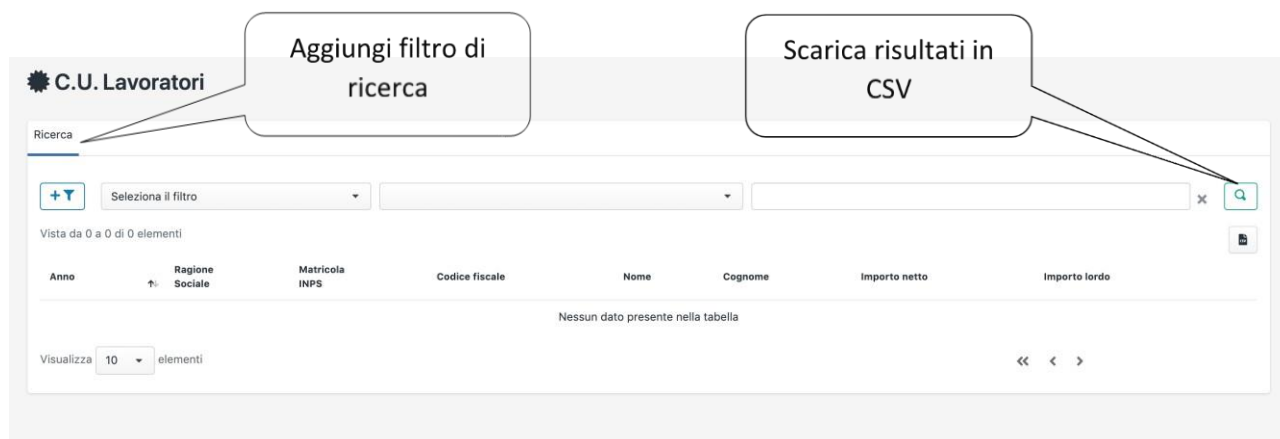 Aggiungi filtro di
ricerca
Scarica risultati in
CSV
C.U. Lavoratori
Ricerca
Seleziona il filtro
Vista da 0 a 0 di 0 elementi
Anno Ragione Sociale Matricola INPS Codice fiscale Nome Cognome Importo netto Importo lordo
Nessun dato presente nella tabella
Visualizza 10 elementi